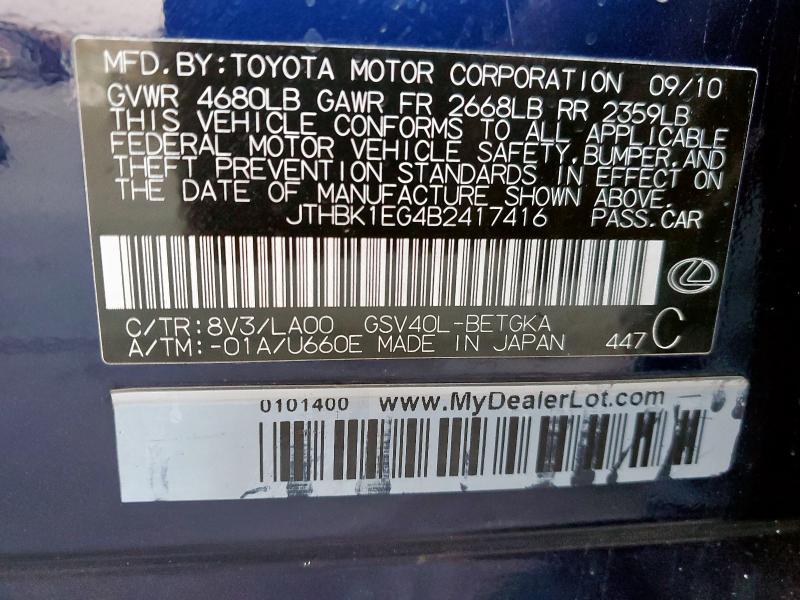 MFD. BY: TOYOTA MOTOR CORPORATION 09/10
GVWR 4680LB GAWR FR 2668LB RR 2359LB
THIS VEHICLE CONFORMS TO ALL APPLICABLE
FEDERAL MOTOR VEHICLE SAFETY, BUMPER, AND
THEFT PREVENTION STANDARDS IN EFFECT ON
THE DATE OF MANUFACTURE SHOWN ABOVE.
JTHBK1EG4B2417416 PASS. CAR
C/TR: 8V3/LA00 GSV40L-BETGKA
A/TM: -01A/U660E MADE IN JAPAN 447 C
0101400 www.MyDealerLot.com